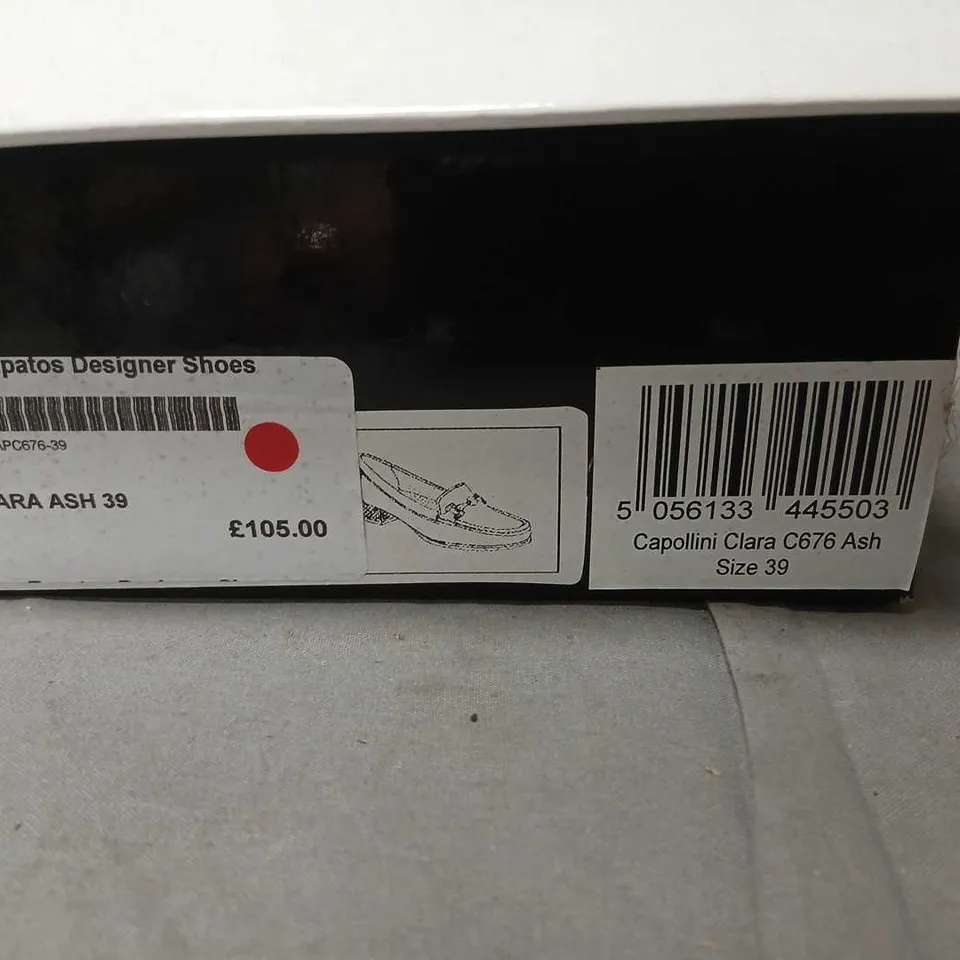 patos Designer Shoes
APC676-39
ARA ASH 39
£105.00
5 056133 445503
Capollini Clara C676 Ash
Size 39